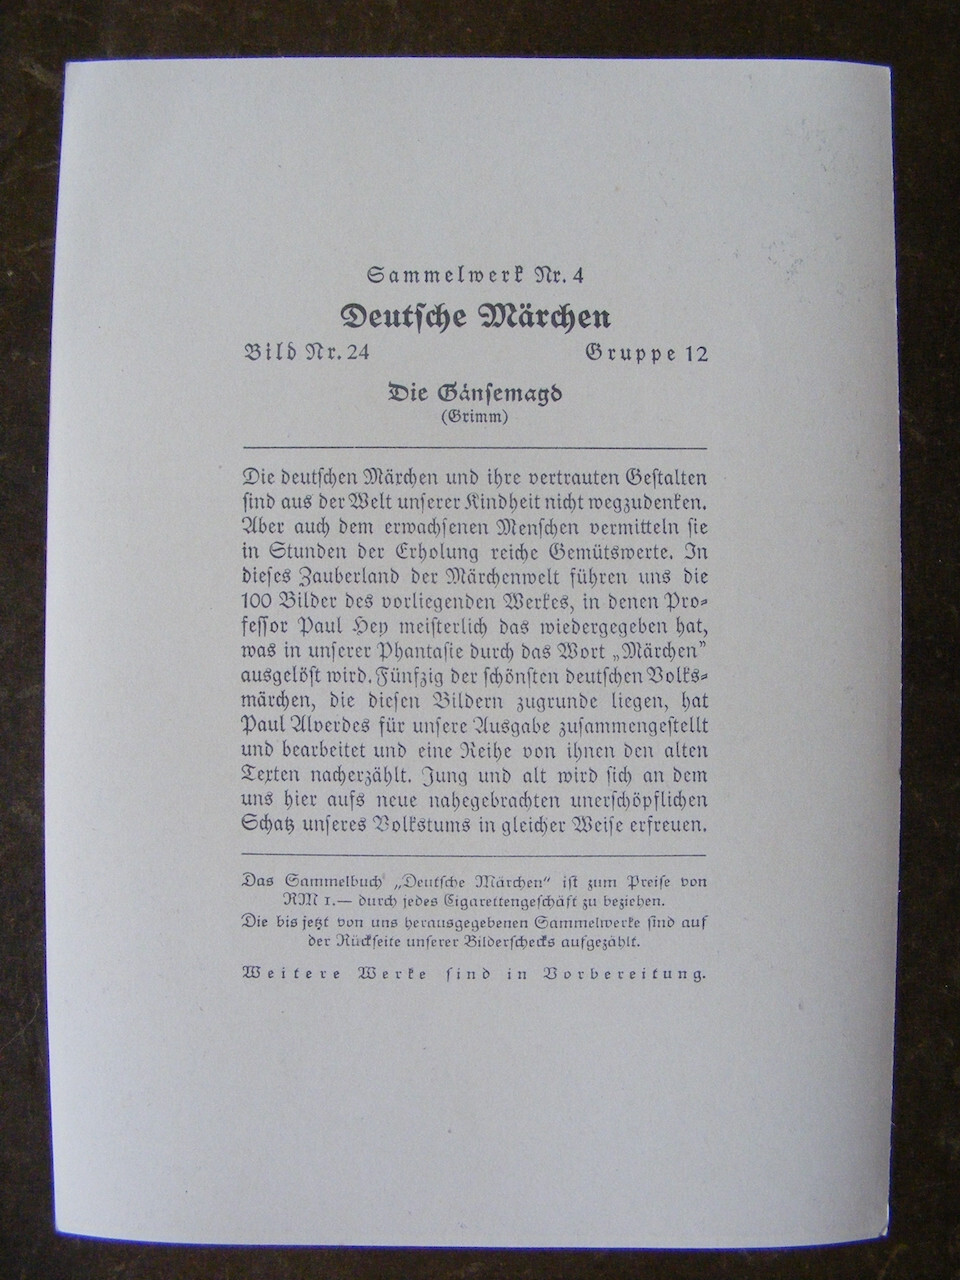 Sammelwerk Nr. 4
Deutsche Märchen
Bild Nr. 24 Gruppe 12
Die Gänsemagd
(Grimm)
Die deutschen Märchen und ihre vertrauten Gestalten
sind aus der Welt unserer Kindheit nicht wegzudenken.
Aber auch dem erwachsenen Menschen vermitteln sie
in Stunden der Erholung reiche Gemütswerte. In
dieses Zauberland der Märchenwelt führen uns die
100 Bilder des vorliegenden Werkes, in denen Pro-
fessor Paul Hey meisterlich das wiedergegeben hat,
was in unserer Phantasie durch das Wort „Märchen”
ausgelöst wird. Fünfzig der schönsten deutschen Volks-
märchen, die diesen Bildern zugrunde liegen, hat
Paul Alverdes für unsere Ausgabe zusammengestellt
und bearbeitet und eine Reihe von ihnen den alten
Texten nacherzählt. Jung und alt wird sich an dem
uns hier aufs neue nahegebrachten unerschöpflichen
Schatz unseres Volkstums in gleicher Weise erfreuen.
Das Sammelbuch „Deutsche Märchen“ ist zum Preise von
RM 1.— durch jedes Cigarettengeschäft zu beziehen.
Die bis jetzt von uns herausgegebenen Sammelwerke sind auf
der Rückseite unserer Bilderschecks aufgezählt.
Weitere Werke sind in Vorbereitung.